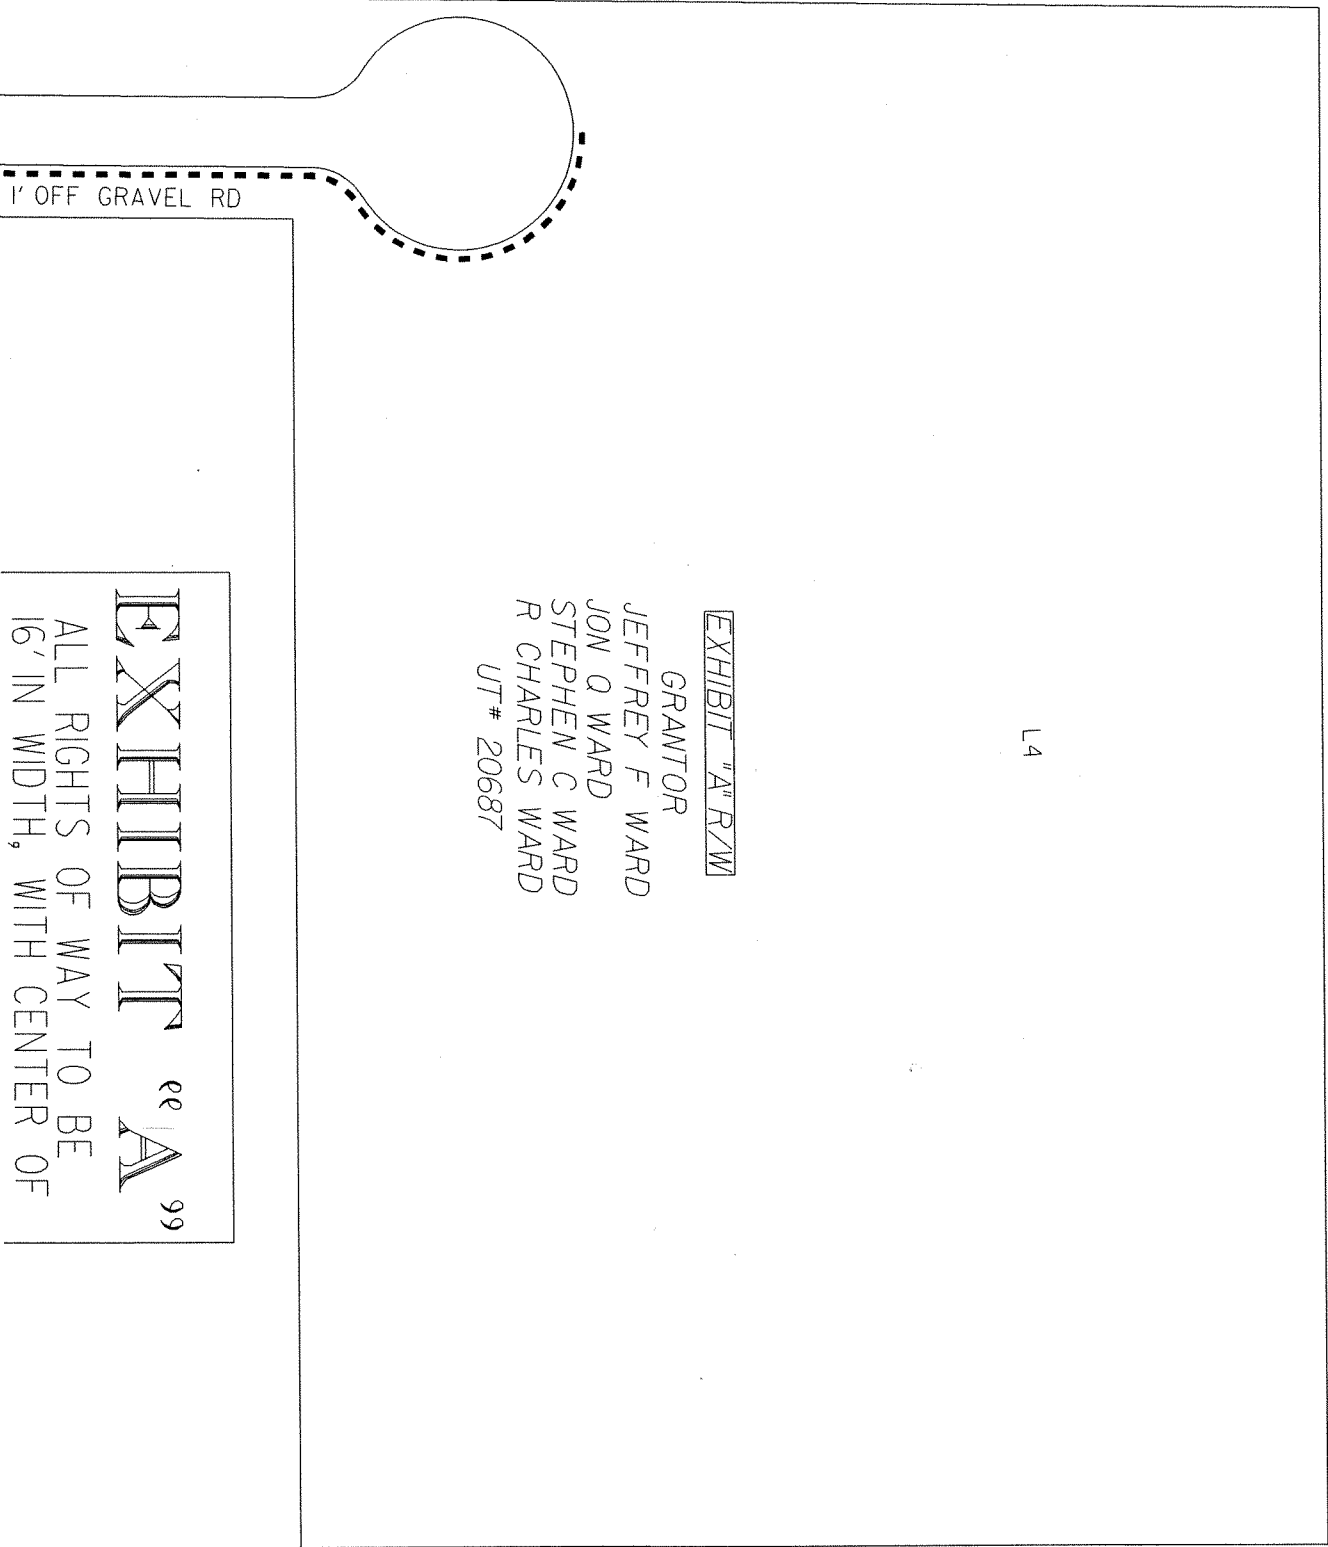 L4
EXHIBIT "A" R/W
GRANTOR
JEFFREY F WARD
JON Q WARD
STEPHEN C WARD
R CHARLES WARD
UT# 20687
1' OFF GRAVEL RD
EXHIBIT "A"
ALL RIGHTS OF WAY TO BE
16' IN WIDTH, WITH CENTER OF